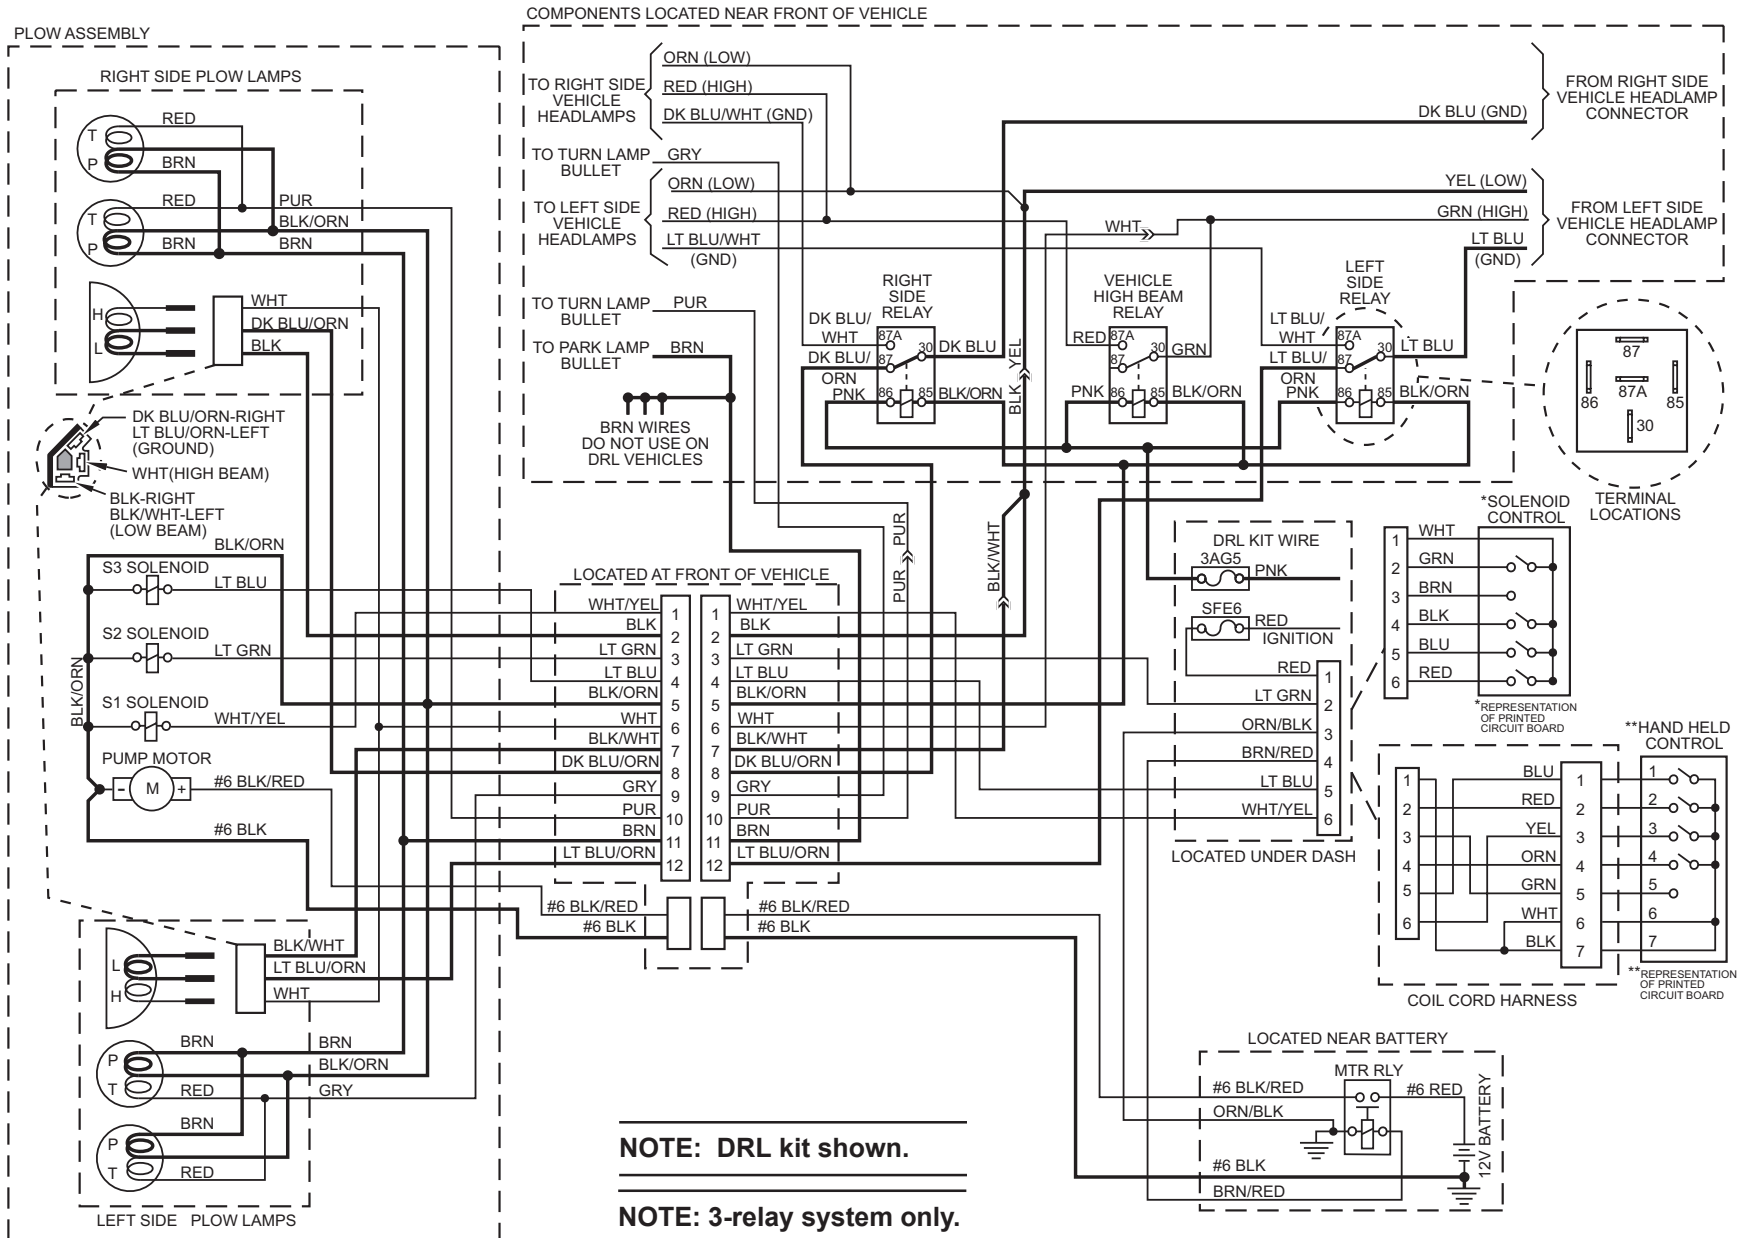 COMPONENTS LOCATED NEAR FRONT OF VEHICLE
PLOW ASSEMBLY
RIGHT SIDE PLOW LAMPS
T
P
RED
BRN
T
P
RED
PUR
BLK/ORN
BRN
BRN
H
L
WHT
DK BLU/ORN
BLK
DK BLU/ORN-RIGHT
LT BLU/ORN-LEFT
(GROUND)
WHT(HIGH BEAM)
BLK-RIGHT
BLK/WHT-LEFT
(LOW BEAM)
BLK/ORN
S3 SOLENOID
LT BLU
S2 SOLENOID
LT GRN
BLK/ORN
S1 SOLENOID
WHT/YEL
PUMP MOTOR
-
M
+
#6 BLK/RED
#6 BLK
L
H
BLK/WHT
LT BLU/ORN
WHT
P
T
BRN
BRN
BLK/ORN
RED
GRY
P
T
BRN
RED
LEFT SIDE PLOW LAMPS
TO RIGHT SIDE
VEHICLE
HEADLAMPS
ORN (LOW)
RED (HIGH)
DK BLU/WHT (GND)
TO TURN LAMP
BULLET
GRY
TO LEFT SIDE
VEHICLE
HEADLAMPS
ORN (LOW)
RED (HIGH)
LT BLU/WHT
(GND)
TO TURN LAMP
BULLET
PUR
TO PARK LAMP
BULLET
BRN
BRN WIRES
DO NOT USE ON
DRL VEHICLES
DK BLU (GND)
FROM RIGHT SIDE
VEHICLE HEADLAMP
CONNECTOR
YEL (LOW)
GRN (HIGH)
LT BLU
(GND)
FROM LEFT SIDE
VEHICLE HEADLAMP
CONNECTOR
WHT
RIGHT
SIDE
RELAY
DK BLU/
WHT
DK BLU/
ORN
PNK
87A
87
30
86
85
DK BLU
BLK/ORN
YEL
BLK
VEHICLE
HIGH BEAM
RELAY
RED
87A
87
30
86
85
GRN
PNK
BLK/ORN
LEFT
SIDE
RELAY
LT BLU/
WHT
LT BLU/
ORN
PNK
87A
87
30
86
85
LT BLU
BLK/ORN
87
87A
86
85
30
TERMINAL
LOCATIONS
BLK/WHT
PUR
PUR
LOCATED AT FRONT OF VEHICLE
WHT/YEL 1 1 WHT/YEL
BLK 2 2 BLK
LT GRN 3 3 LT GRN
LT BLU 4 4 LT BLU
BLK/ORN 5 5 BLK/ORN
WHT 6 6 WHT
BLK/WHT 7 7 BLK/WHT
DK BLU/ORN 8 8 DK BLU/ORN
GRY 9 9 GRY
PUR 10 10 PUR
BRN 11 11 BRN
LT BLU/ORN 12 12 LT BLU/ORN
#6 BLK/RED
#6 BLK
#6 BLK/RED
#6 BLK
DRL KIT WIRE
3AG5
PNK
SFE6
RED
IGNITION
RED 1
LT GRN 2
ORN/BLK 3
BRN/RED 4
LT BLU 5
WHT/YEL 6
LOCATED UNDER DASH
*SOLENOID
CONTROL
1 WHT
2 GRN
3 BRN
4 BLK
5 BLU
6 RED
*REPRESENTATION
OF PRINTED
CIRCUIT BOARD
**HAND HELD
CONTROL
1 BLU 1 1
2 RED 2 2
3 YEL 3 3
4 ORN 4 4
5 GRN 5 5
6 WHT 6 6
BLK 7 7
COIL CORD HARNESS
**REPRESENTATION
OF PRINTED
CIRCUIT BOARD
LOCATED NEAR BATTERY
MTR RLY
#6 BLK/RED
#6 RED
ORN/BLK
#6 BLK
BRN/RED
12V BATTERY
NOTE: DRL kit shown.
NOTE: 3-relay system only.